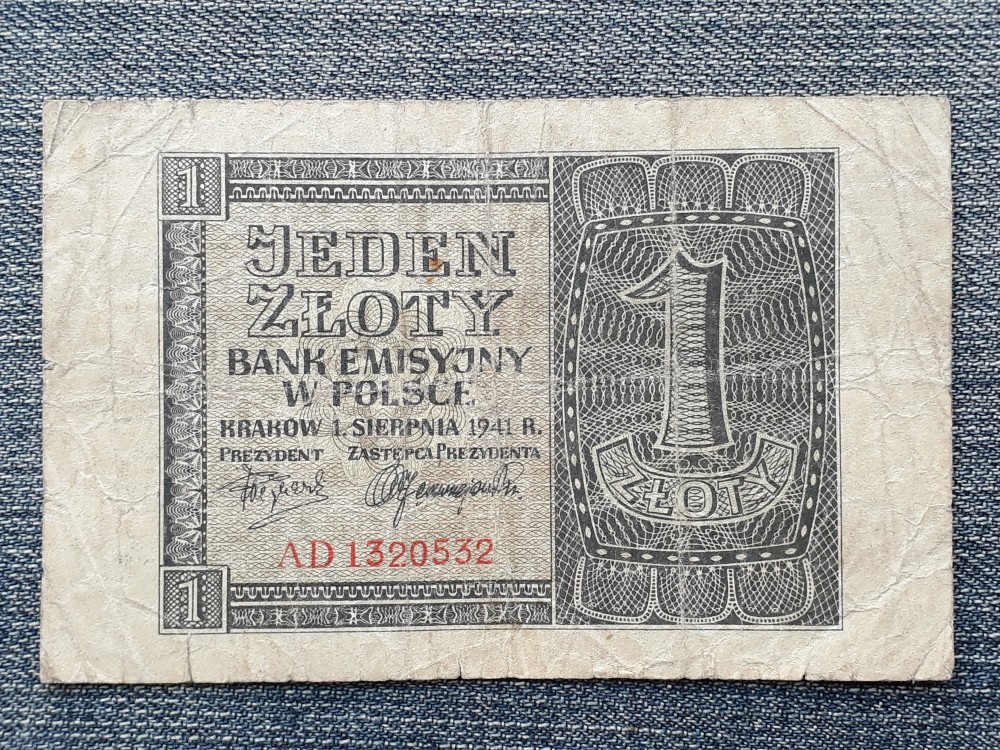 1
JEDEN
ZŁOTY
BANK EMISYJNY
W POLSCE
KRAKÓW 1. SIERPNIA 1941 R.
PREZYDENT ZASTĘPCA PREZYDENTA
AD 1320532
1
1
ZŁOTY